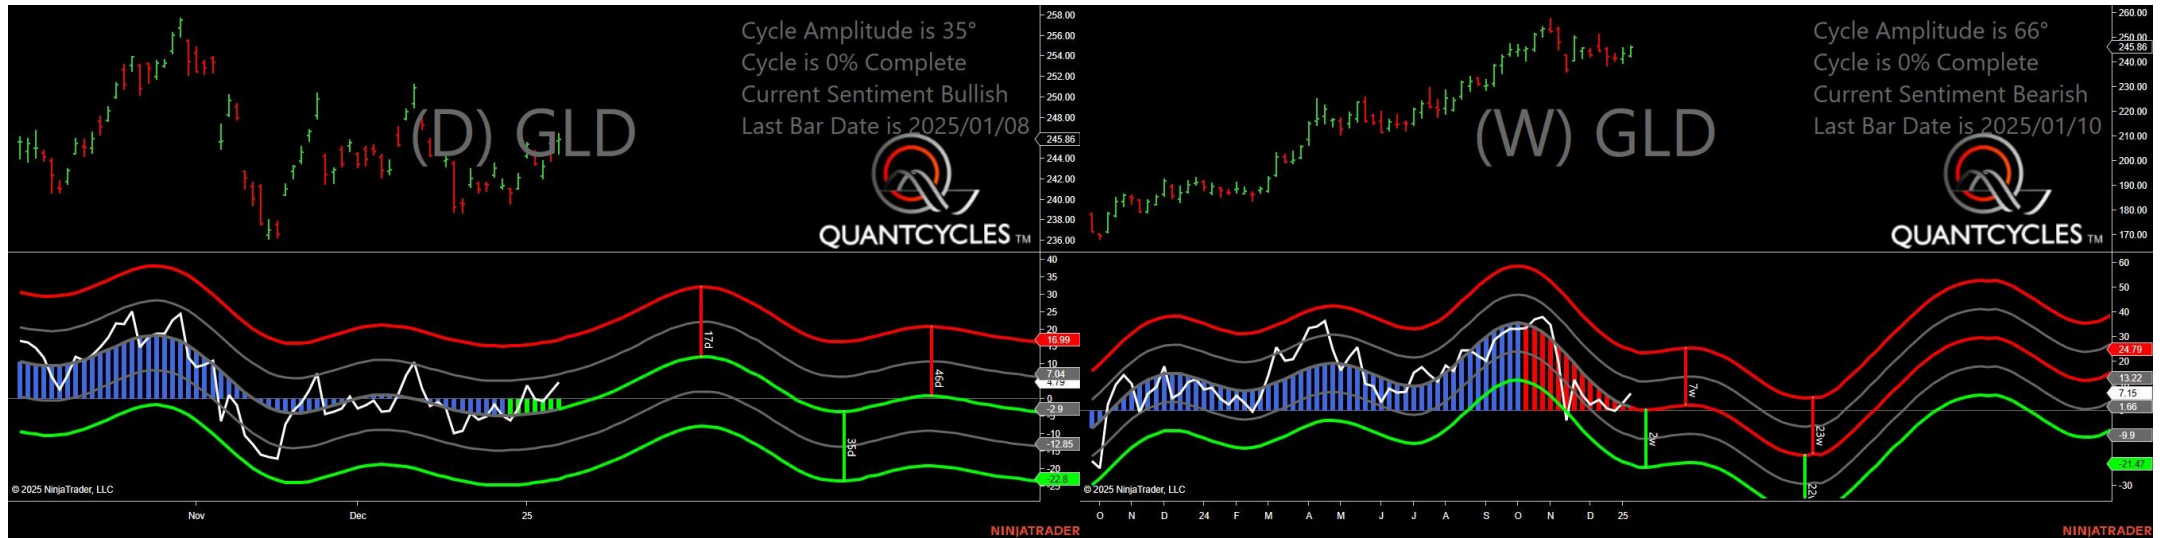 Cycle Amplitude is 35°
Cycle is 0% Complete
Current Sentiment Bullish
Last Bar Date is 2025/01/08
(D) GLD
QUANTCYCLES TM
258.00
256.00
254.00
252.00
250.00
248.00
245.86
244.00
242.00
240.00
238.00
236.00
40
35
30
25
20
16.99
10
7.04
4.79
0
-2.9
-10
-12.85
-15
-20
-22.8
-25
17d
46d
35d
© 2025 NinjaTrader, LLC
Nov Dec 25
NINJATRADER
Cycle Amplitude is 66°
Cycle is 0% Complete
Current Sentiment Bearish
Last Bar Date is 2025/01/10
(W) GLD
QUANTCYCLES TM
260.00
250.00
245.86
240.00
230.00
220.00
210.00
200.00
190.00
180.00
170.00
60
50
40
30
24.79
20
13.22
7.15
1.66
-9.9
-21.47
-30
7w
2w
23w
© 2025 NinjaTrader, LLC
O N D 24 F M A M J J A S O N D 25
NINJATRADER